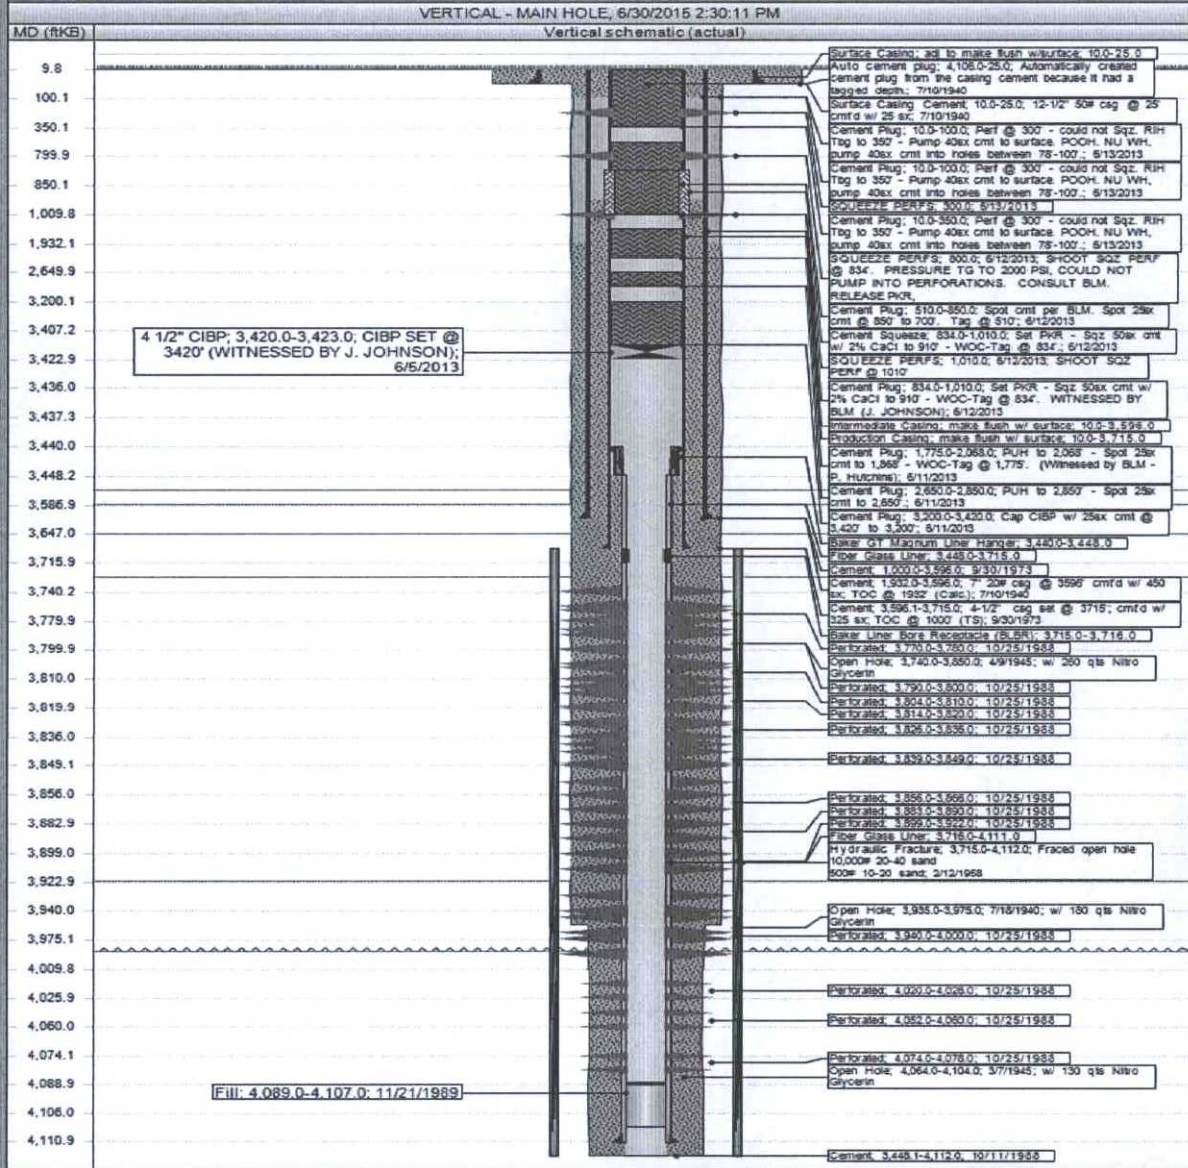 VERTICAL - MAIN HOLE, 6/30/2015 2:30:11 PM
MD (ftKB)
Vertical schematic (actual)
9.8
100.1
350.1
799.9
850.1
1,009.8
1,932.1
2,649.9
3,200.1
3,407.2
3,422.9
3,436.0
3,437.3
3,440.0
3,448.2
3,586.9
3,647.0
3,715.9
3,740.2
3,779.9
3,799.9
3,810.0
3,819.9
3,836.0
3,849.1
3,856.0
3,882.9
3,899.0
3,922.9
3,940.0
3,975.1
4,009.8
4,025.9
4,060.0
4,074.1
4,088.9
4,106.0
4,110.9
4 1/2" CIBP; 3,420.0-3,423.0; CIBP SET @
3420' (WITNESSED BY J. JOHNSON);
6/5/2013
Fill; 4,089.0-4,107.0; 11/21/1989
Surface Casing; adj to make flush w/surface; 10.0-25.0
Auto cement plug; 4,106.0-25.0; Automatically created
cement plug from the casing cement because it had a
tagged depth.; 7/10/1940
Surface Casing Cement; 10.0-25.0; 12-1/2" 50# csg @ 25'
cmt'd w/ 25 sx; 7/10/1940
Cement Plug; 10.0-100.0; Perf @ 300' - could not Sqz. RIH
Tbg to 350' - Pump 40sx cmt to surface. POOH. NU WH,
pump 40sx cmt into holes between 78'-100'.; 6/13/2013
Cement Plug; 10.0-100.0; Perf @ 300' - could not Sqz. RIH
Tbg to 350' - Pump 40sx cmt to surface. POOH. NU WH,
pump 40sx cmt into holes between 78'-100'.; 6/13/2013
SQUEEZE PERFS; 300.0; 6/13/2013
Cement Plug; 10.0-350.0; Perf @ 300' - could not Sqz. RIH
Tbg to 350' - Pump 40sx cmt to surface. POOH. NU WH,
pump 40sx cmt into holes between 78'-100'.; 6/13/2013
SQUEEZE PERFS; 800.0; 6/12/2013; SHOOT SQZ PERF
@ 834'. PRESSURE TG TO 2000 PSI, COULD NOT
PUMP INTO PERFORATIONS. CONSULT BLM.
RELEASE PKR,
Cement Plug; 510.0-850.0; Spot cmt per BLM. Spot 25sx
cmt @ 850' to 700'. Tag @ 510'; 6/12/2013
Cement Squeeze; 834.0-1,010.0; Set PKR - Sqz 50sx cmt
w/ 2% CaCl to 910' - WOC-Tag @ 834'.; 6/12/2013
SQUEEZE PERFS; 1,010.0; 6/12/2013; SHOOT SQZ
PERF @ 1010'
Cement Plug; 834.0-1,010.0; Set PKR - Sqz 50sx cmt w/
2% CaCl to 910' - WOC-Tag @ 834'. WITNESSED BY
BLM (J. JOHNSON); 6/12/2013
Intermediate Casing; make flush w/ surface; 10.0-3,596.0
Production Casing; make flush w/ surface; 10.0-3,715.0
Cement Plug; 1,775.0-2,068.0; PUH to 2,068' - Spot 25sx
cmt to 1,868' - WOC-Tag @ 1,775'. (Witnessed by BLM -
P. Hutchins); 6/11/2013
Cement Plug; 2,650.0-2,850.0; PUH to 2,850' - Spot 25sx
cmt to 2,650'.; 6/11/2013
Cement Plug; 3,200.0-3,420.0; Cap CIBP w/ 25sx cmt @
3,420' to 3,200'; 6/11/2013
Baker GT Magnum Liner Hanger; 3,440.0-3,448.0
Fiber Glass Liner; 3,448.0-3,715.0
Cement; 1,000.0-3,596.0; 9/30/1973
Cement; 1,932.0-3,596.0; 7" 20# csg @ 3596' cmt'd w/ 450
sx; TOC @ 1932' (Calc.); 7/10/1940
Cement; 3,596.1-3,715.0; 4-1/2" csg set @ 3715'; cmt'd w/
325 sx; TOC @ 1000' (TS); 9/30/1973
Baker Liner Bore Receptacle (BLBR); 3,715.0-3,716.0
Perforated; 3,770.0-3,780.0; 10/25/1988
Open Hole; 3,740.0-3,850.0; 4/9/1945; w/ 260 qts Nitro
Glycerin
Perforated; 3,790.0-3,800.0; 10/25/1988
Perforated; 3,804.0-3,810.0; 10/25/1988
Perforated; 3,814.0-3,820.0; 10/25/1988
Perforated; 3,826.0-3,836.0; 10/25/1988
Perforated; 3,839.0-3,849.0; 10/25/1988
Perforated; 3,856.0-3,866.0; 10/25/1988
Perforated; 3,883.0-3,890.0; 10/25/1988
Perforated; 3,899.0-3,922.0; 10/25/1988
Fiber Glass Liner; 3,716.0-4,111.0
Hydraulic Fracture; 3,715.0-4,112.0; Fraced open hole
10,000# 20-40 sand
500# 10-20 sand; 2/12/1958
Open Hole; 3,935.0-3,975.0; 7/18/1940; w/ 180 qts Nitro
Glycerin
Perforated; 3,940.0-4,000.0; 10/25/1988
Perforated; 4,020.0-4,026.0; 10/25/1988
Perforated; 4,052.0-4,060.0; 10/25/1988
Perforated; 4,074.0-4,078.0; 10/25/1988
Open Hole; 4,064.0-4,104.0; 3/7/1945; w/ 130 qts Nitro
Glycerin
Cement; 3,448.1-4,112.0; 10/11/1988